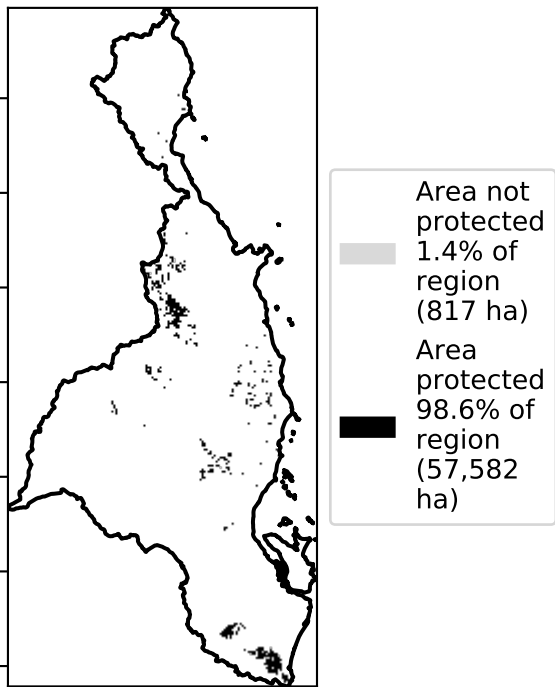 Area not
protected
1.4% of
region
(817 ha)
Area
protected
98.6% of
region
(57,582
ha)